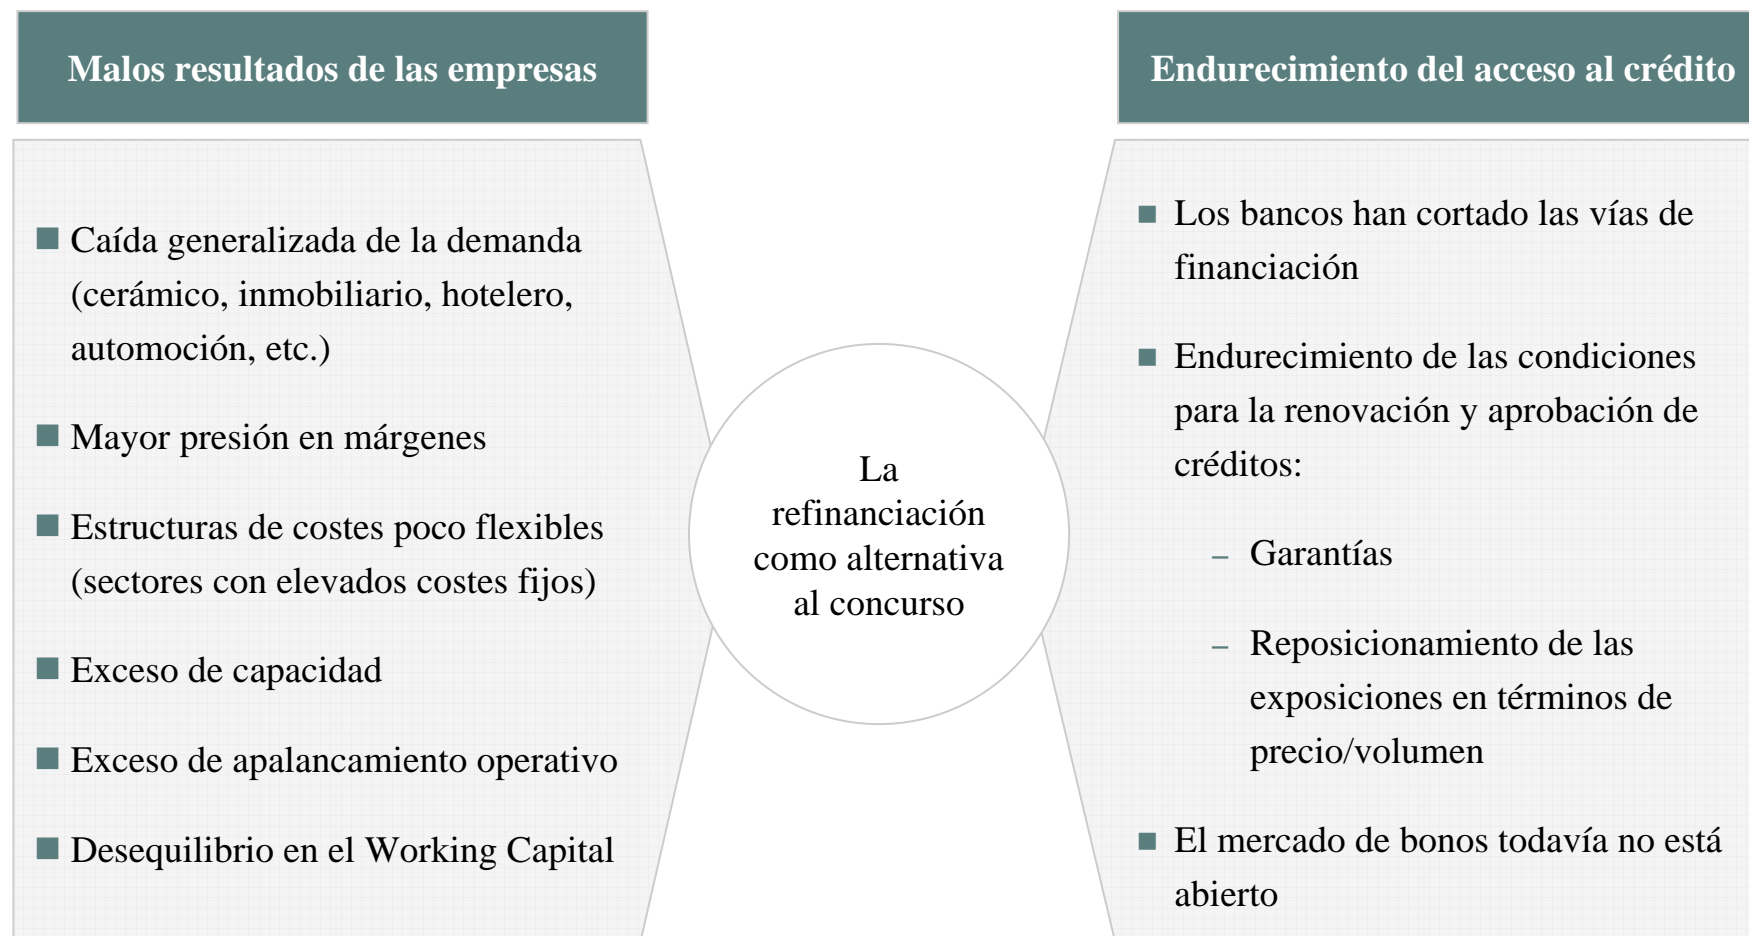 Malos resultados de las empresas
■ Caída generalizada de la demanda
(cerámico, inmobiliario, hotelero,
automoción, etc.)
■ Mayor presión en márgenes
■ Estructuras de costes poco flexibles
(sectores con elevados costes fijos)
■ Exceso de capacidad
■ Exceso de apalancamiento operativo
■ Desequilibrio en el Working Capital
La
refinanciación
como alternativa
al concurso
Endurecimiento del acceso al crédito
■ Los bancos han cortado las vías de
financiación
■ Endurecimiento de las condiciones
para la renovación y aprobación de
créditos:
– Garantías
– Reposicionamiento de las
exposiciones en términos de
precio/volumen
■ El mercado de bonos todavía no está
abierto